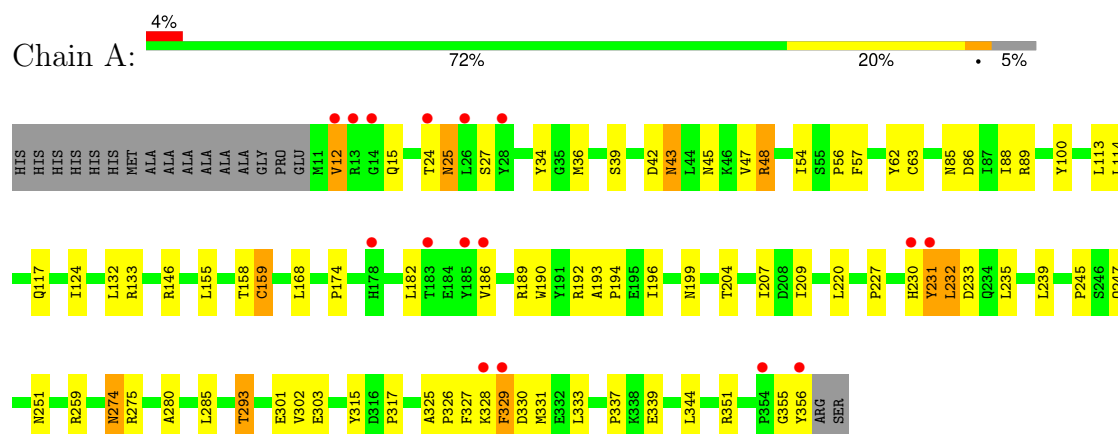 4%
Chain A:
72% 20% • 5%
HIS HIS HIS HIS HIS HIS MET ALA ALA ALA ALA ALA ALA GLY PRO GLU M11 V12 R13 G14 Q15 T24 N25 L26 S27 Y28 Y34 G35 M36 S39 D42 N43 L44 N45 K46 V47 R48 I54 S55 P56 F57 Y62 C63 N85 D86 I87 I88 R89 Y100 L113 L114
Q117 I124 L132 R133 R146 L155 T158 C159 L168 P174 H178 L182 T183 E184 Y185 V186 R189 W190 Y191 R192 A193 P194 E195 I196 N199 T204 I207 D208 I209 L220 P227 H230 Y231 L232 D233 Q234 L235 L239 P245 S246
N251 R259 N274 R275 A280 L285 T293 E301 V302 E303 Y315 D316 P317 A325 D326 F327 K328 F329 D330 M331 E332 L333 P337 K338 E339 L344 R351 P354 G355 Y356 ARG SER